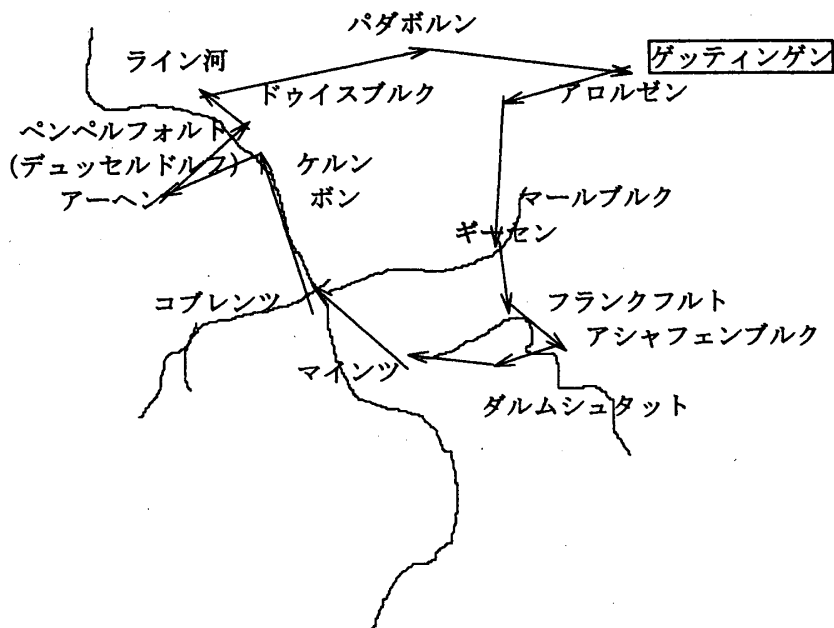 パダボルン
ライン河
ゲッティンゲン
ドゥイスブルク
アロルゼン
ペンペルフォルト
(デュッセルドルフ)
ケルン
アーヘン
ボン
マールブルク
ギーセン
コブレンツ
フランクフルト
アシャフェンブルク
マインツ
ダルムシュタット